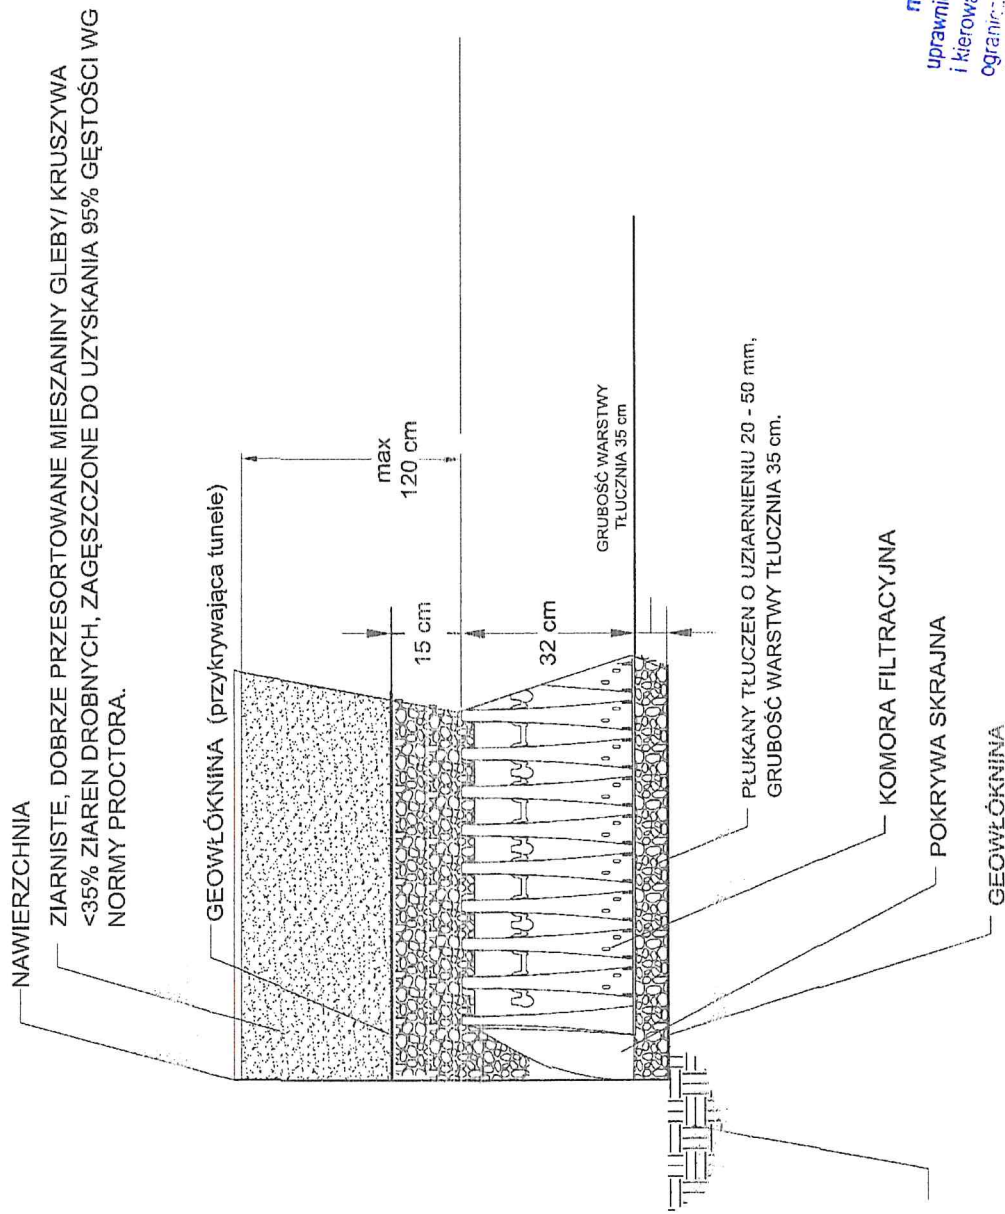 NAWIERZCHNIA
ZIARNISTE, DOBRZE PRZESORTOWANE MIESZANINY GLEBY/ KRUSZYWA
<35% ZIAREN DROBNYCH, ZAGĘSZCZONE DO UZYSKANIA 95% GĘSTOŚCI WG
NORMY PROCTORA.
GEOWŁÓKNINA (przykrywająca tunele)
max
120 cm
15 cm
32 cm
GRUBOŚĆ WARSTWY
TŁUCZNIA 35 cm
PŁUKANY TŁUCZEŃ O UZIARNIENIU 20 - 50 mm,
GRUBOŚĆ WARSTWY TŁUCZNIA 35 cm.
KOMORA FILTRACYJNA
POKRYWA SKRAJNA
GEOWŁÓKNINA
i kierowa